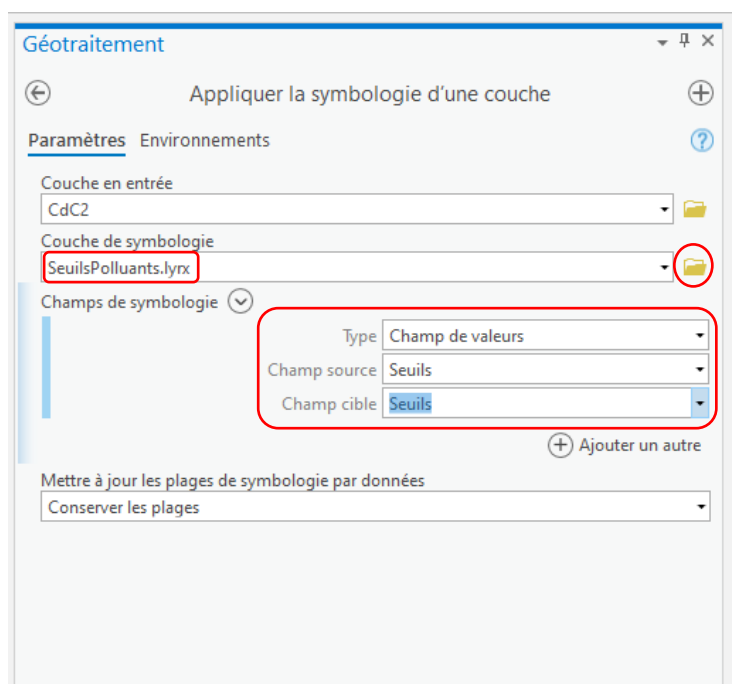 Géotraitement
Appliquer la symbologie d'une couche
Paramètres Environnements
Couche en entrée
CdC2
Couche de symbologie
SeuilsPolluants.lyrx
Champs de symbologie
Type Champ de valeurs
Champ source Seuils
Champ cible Seuils
Ajouter un autre
Mettre à jour les plages de symbologie par données
Conserver les plages